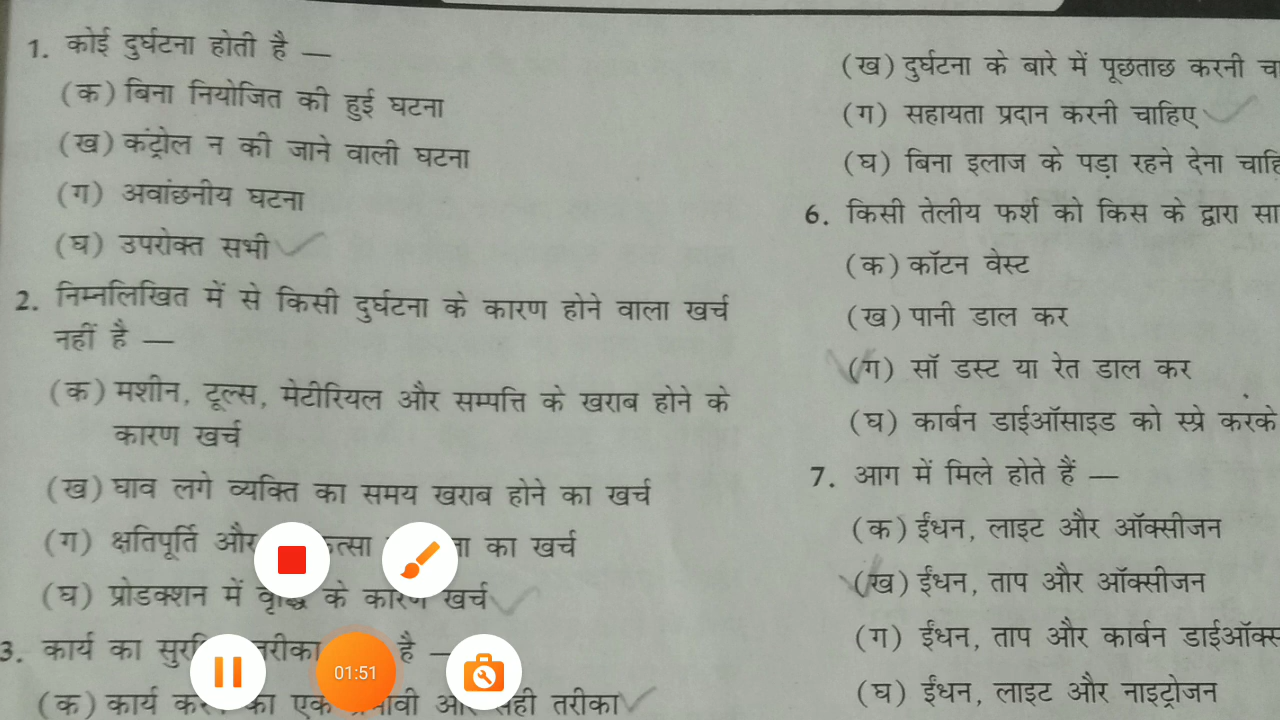 1. कोई दुर्घटना होती है —
(क) बिना नियोजित की हुई घटना
(ख) कंट्रोल न की जाने वाली घटना
(ग) अवांछनीय घटना
(घ) उपरोक्त सभी
2. निम्नलिखित में से किसी दुर्घटना के कारण होने वाला खर्च
नहीं है —
(क) मशीन, टूल्स, मेटीरियल और सम्पत्ति के खराब होने के
कारण खर्च
(ख) घाव लगे व्यक्ति का समय खराब होने का खर्च
(ग) क्षतिपूर्ति और का खर्च
(घ) प्रोडक्शन में वृद्धि के कारण खर्च
3. कार्य का है —
(क) कार्य का एक सही तरीका
(ख) दुर्घटना के बारे में पूछताछ करनी
(ग) सहायता प्रदान करनी चाहिए
(घ) बिना इलाज के पड़ा रहने देना
6. किसी तेलीय फर्श को किस के द्वारा
(क) कॉटन वेस्ट
(ख) पानी डाल कर
(ग) सॉ डस्ट या रेत डाल कर
(घ) कार्बन डाईऑसाइड को स्प्रे करके
7. आग में मिले होते हैं —
(क) ईंधन, लाइट और ऑक्सीजन
(ख) ईंधन, ताप और ऑक्सीजन
(ग) ईंधन, ताप और कार्बन
(घ) ईंधन, लाइट और नाइट्रोजन
01:51